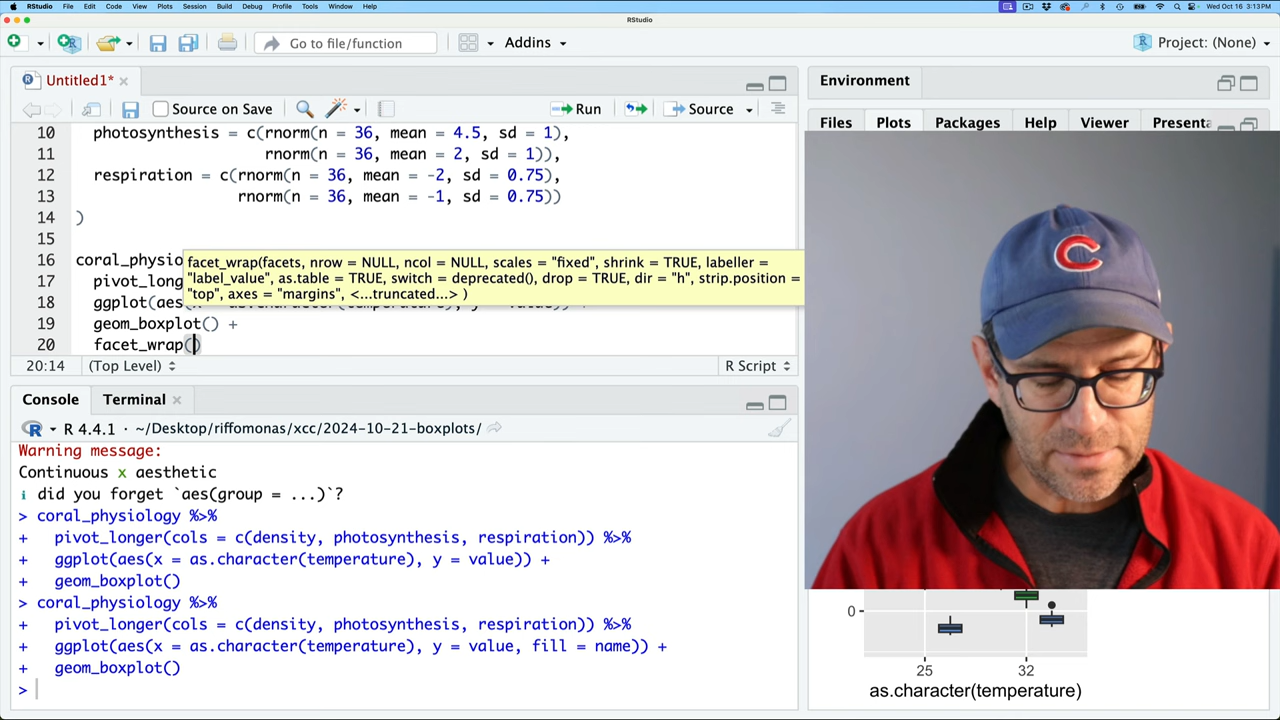 RStudio File Edit Code View Plots Session Build Debug Profile Tools Window Help Wed Oct 16 3:13PM
RStudio
Go to file/function Addins Project: (None)
Untitled1*
Source on Save Run Source
10 photosynthesis = c(rnorm(n = 36, mean = 4.5, sd = 1),
11 rnorm(n = 36, mean = 2, sd = 1)),
12 respiration = c(rnorm(n = 36, mean = -2, sd = 0.75),
13 rnorm(n = 36, mean = -1, sd = 0.75))
14 )
15
16 coral_physio
facet_wrap(facets, nrow = NULL, ncol = NULL, scales = "fixed", shrink = TRUE, labeller =
"label_value", as.table = TRUE, switch = deprecated(), drop = TRUE, dir = "h", strip.position =
"top", axes = "margins", <...truncated...> )
17 pivot_long
18 ggplot(aes(
19 geom_boxplot() +
20 facet_wrap()
20:14 (Top Level) R Script
Console Terminal
R 4.4.1 · ~/Desktop/riffomonas/xcc/2024-10-21-boxplots/
Warning message:
Continuous x aesthetic
i did you forget `aes(group = ...)`?
> coral_physiology %>%
+ pivot_longer(cols = c(density, photosynthesis, respiration)) %>%
+ ggplot(aes(x = as.character(temperature), y = value)) +
+ geom_boxplot()
> coral_physiology %>%
+ pivot_longer(cols = c(density, photosynthesis, respiration)) %>%
+ ggplot(aes(x = as.character(temperature), y = value, fill = name)) +
+ geom_boxplot()
>
Environment
Files Plots Packages Help Viewer Presenta
C
0
25 32
as.character(temperature)